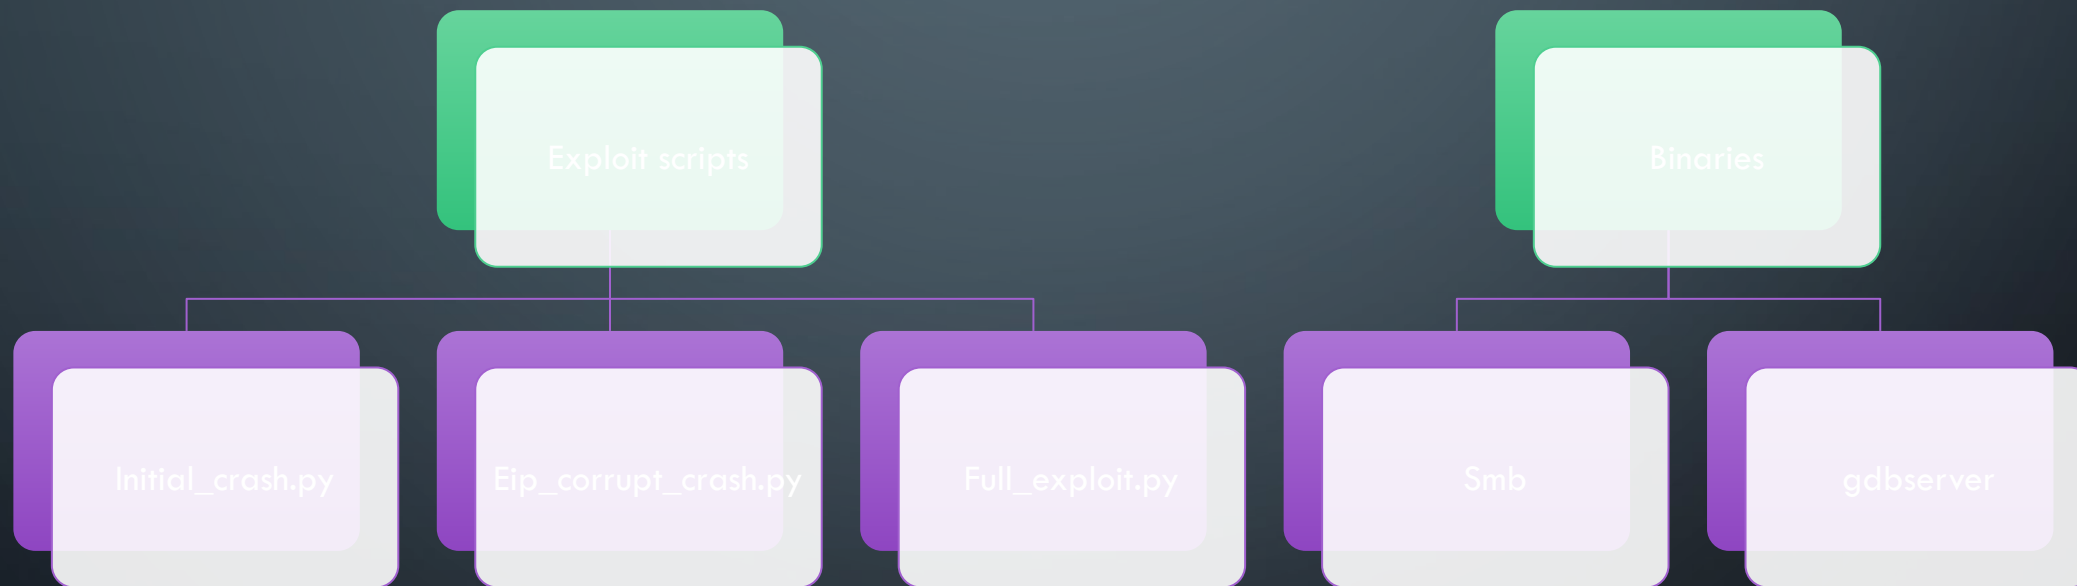 Exploit scripts
Binaries
Initial_crash.py
Eip_corrupt_crash.py
Full_exploit.py
Smb
gdbserver